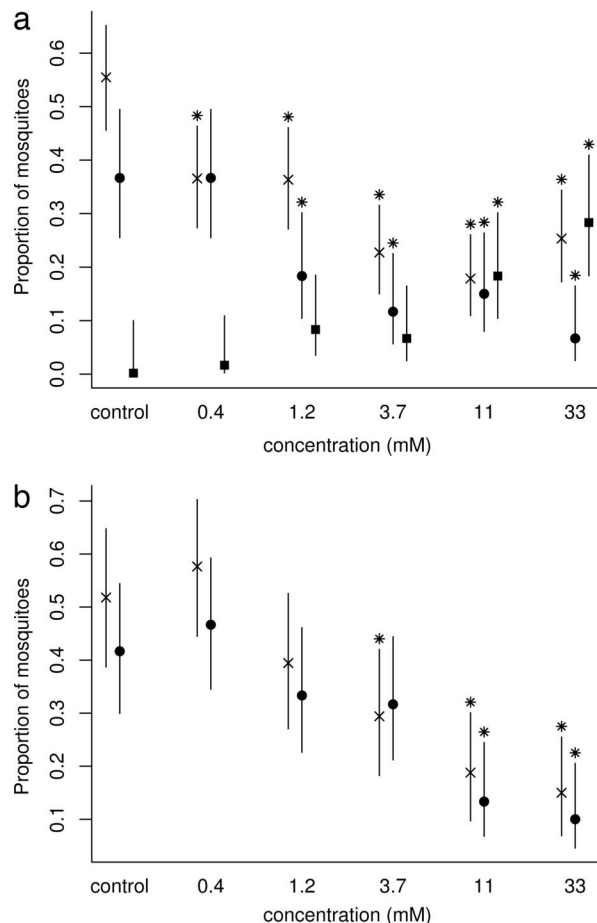 a
Proportion of mosquitoes
0.6
0.5
0.4
0.3
0.2
0.1
0.0
control 0.4 1.2 3.7 11 33
concentration (mM)
b
Proportion of mosquitoes
0.7
0.6
0.5
0.4
0.3
0.2
0.1
control 0.4 1.2 3.7 11 33
concentration (mM)